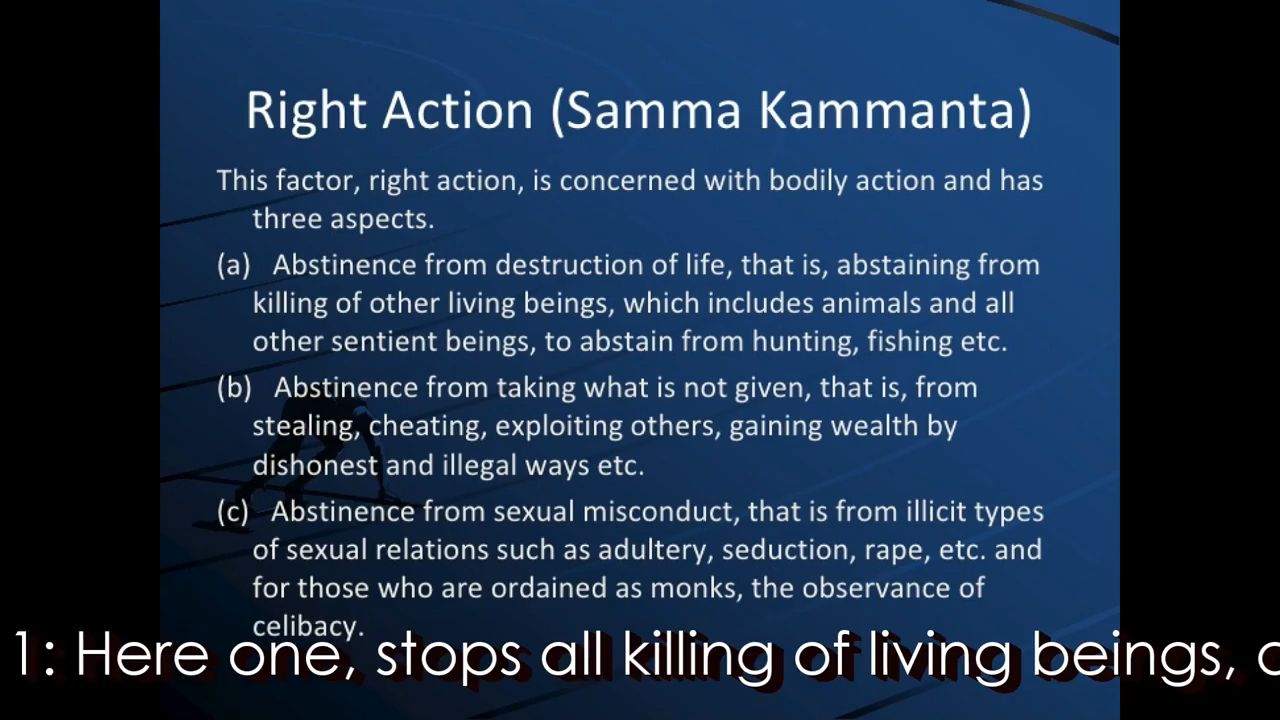 Right Action (Samma Kammanta)
This factor, right action, is concerned with bodily action and has
three aspects.
(a) Abstinence from destruction of life, that is, abstaining from
killing of other living beings, which includes animals and all
other sentient beings, to abstain from hunting, fishing etc.
(b) Abstinence from taking what is not given, that is, from
stealing, cheating, exploiting others, gaining wealth by
dishonest and illegal ways etc.
(c) Abstinence from sexual misconduct, that is from illicit types
of sexual relations such as adultery, seduction, rape, etc. and
for those who are ordained as monks, the observance of
celibacy.
1: Here one, stops all killing of living beings,